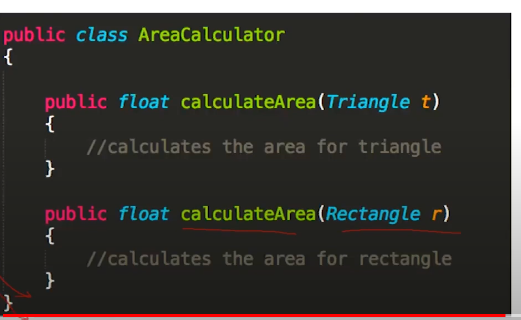 public class AreaCalculator
{
public float calculateArea(Triangle t)
{
//calculates the area for triangle
}
public float calculateArea(Rectangle r)
{
//calculates the area for rectangle
}
}